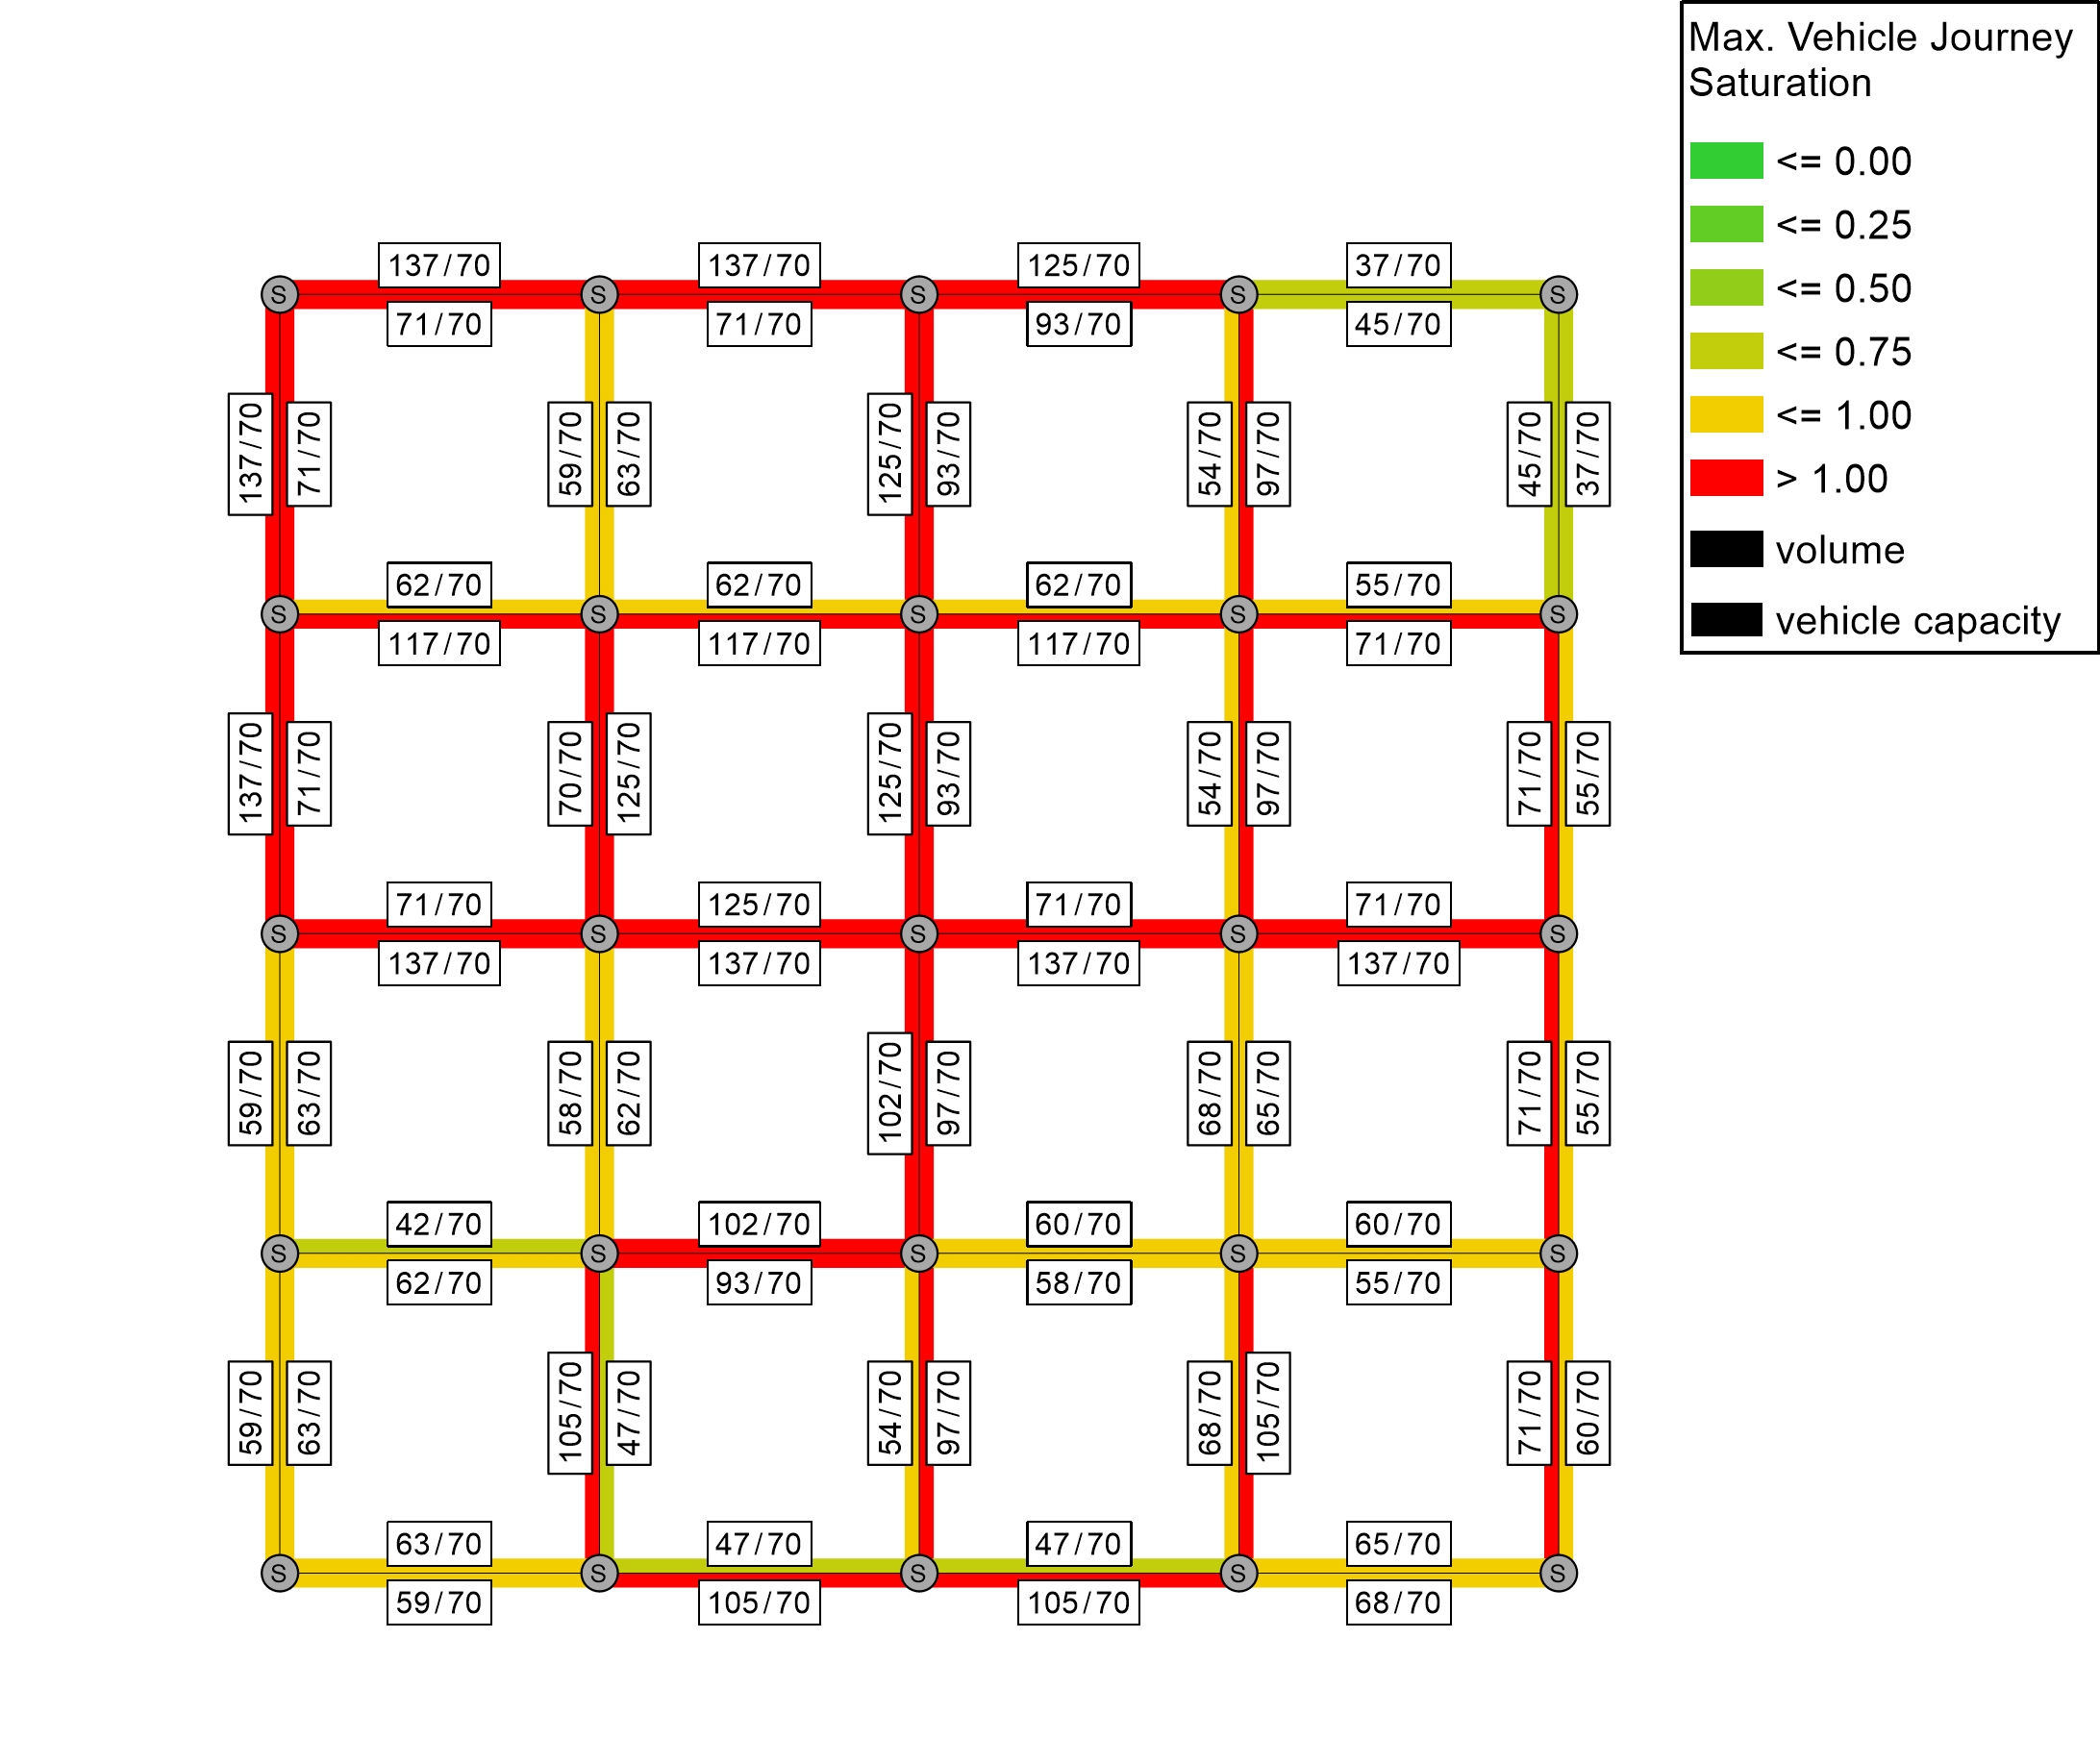 Max. Vehicle Journey
Saturation
<= 0.00
<= 0.25
<= 0.50
<= 0.75
<= 1.00
> 1.00
volume
vehicle capacity
137/70 137/70 125/70 37/70
S S S S S
71/70 71/70 93/70 45/70
137/70 71/70 59/70 63/70 125/70 93/70 54/70 97/70 45/70 37/70
62/70 62/70 62/70 55/70
S S S S S
117/70 117/70 117/70 71/70
137/70 71/70 70/70 125/70 125/70 93/70 54/70 97/70 71/70 55/70
71/70 125/70 71/70 71/70
S S S S S
137/70 137/70 137/70 137/70
59/70 63/70 58/70 62/70 102/70 97/70 68/70 65/70 71/70 55/70
42/70 102/70 60/70 60/70
S S S S S
62/70 93/70 58/70 55/70
59/70 63/70 105/70 47/70 54/70 97/70 68/70 105/70 71/70 60/70
63/70 47/70 47/70 65/70
S S S S S
59/70 105/70 105/70 68/70